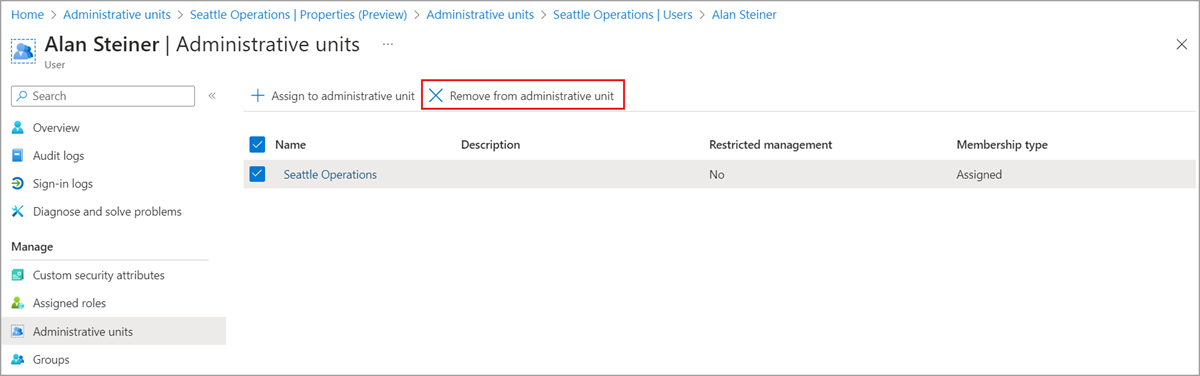 Home > Administrative units > Seattle Operations | Properties (Preview) > Administrative units > Seattle Operations | Users > Alan Steiner
Alan Steiner | Administrative units ...
User
Search «
+ Assign to administrative unit Remove from administrative unit
Overview
Audit logs
Sign-in logs
Diagnose and solve problems
Manage
Custom security attributes
Assigned roles
Administrative units
Groups
Name Description Restricted management Membership type
Seattle Operations No Assigned